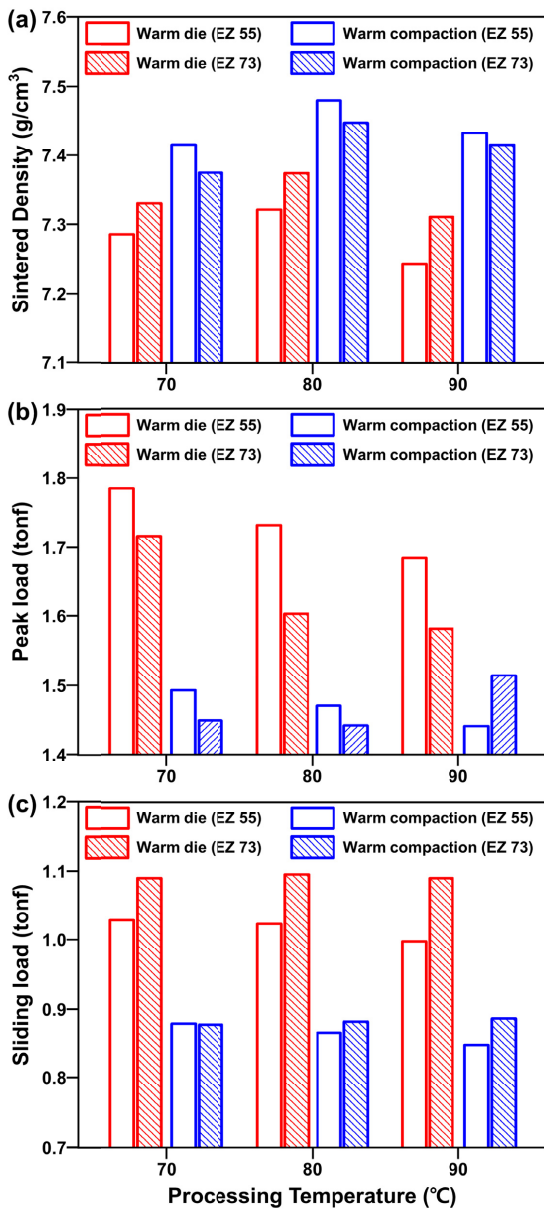 (a)
7.6
7.5
7.4
7.3
7.2
7.1
Sintered Density (g/cm³)
Warm die (EZ 55)
Warm compaction (EZ 55)
Warm die (EZ 73)
Warm compaction (EZ 73)
70 80 90
(b)
1.9
1.8
1.7
1.6
1.5
1.4
Peak load (tonf)
Warm die (EZ 55)
Warm compaction (EZ 55)
Warm die (EZ 73)
Warm compaction (EZ 73)
70 80 90
(c)
1.2
1.1
1.0
0.9
0.8
0.7
Sliding load (tonf)
Warm die (EZ 55)
Warm compaction (EZ 55)
Warm die (EZ 73)
Warm compaction (EZ 73)
70 80 90
Processing Temperature (℃)